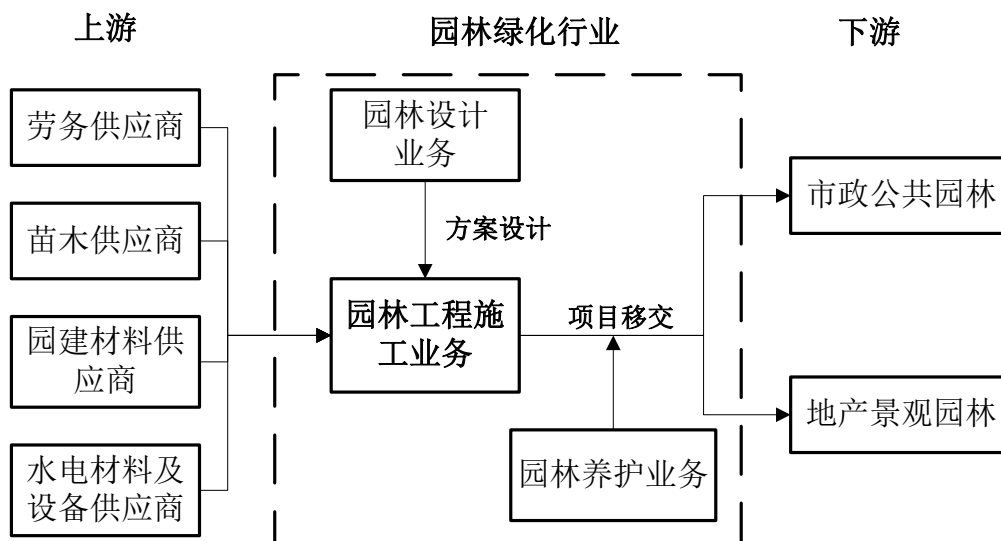 上游
园林绿化行业
下游
劳务供应商
苗木供应商
园建材料供
应商
水电材料及
设备供应商
园林设计
业务
方案设计
园林工程施
工业务
项目移交
园林养护业务
市政公共园林
地产景观园林